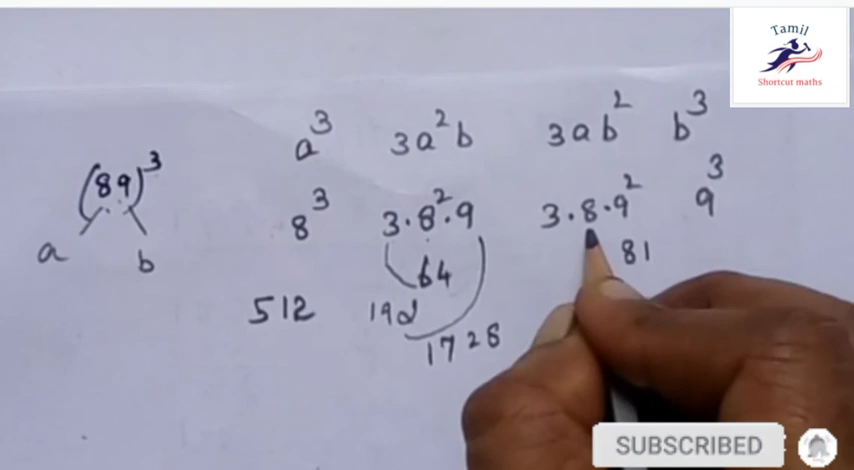 Tamil
Shortcut maths
a³ 3a²b 3ab² b³
(89)³
8³ 3·8²·9 3·8·9² 9³
a b
64 81
512 192
1728
SUBSCRIBED